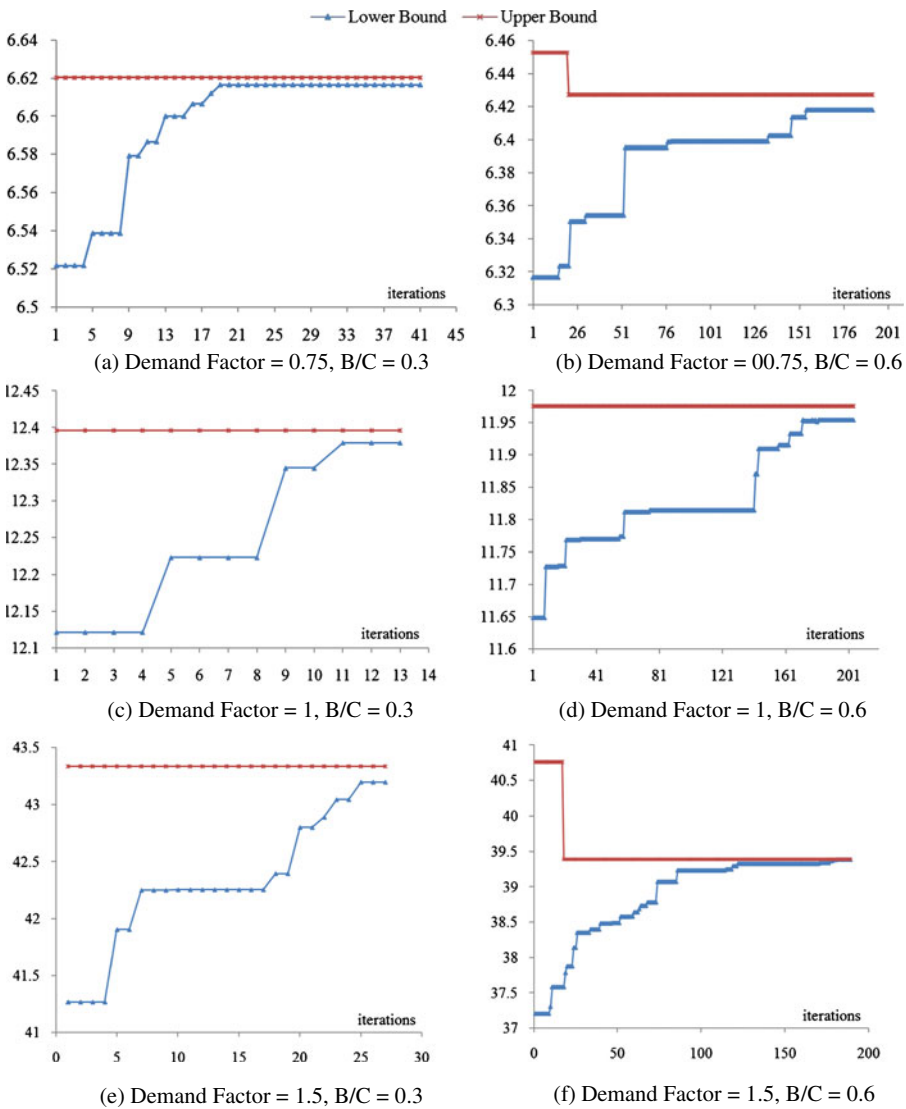 Lower Bound Upper Bound
6.64
6.62
6.6
6.58
6.56
6.54
6.52
6.5
iterations
1 5 9 13 17 21 25 29 33 37 41 45
(a) Demand Factor = 0.75, B/C = 0.3
6.46
6.44
6.42
6.4
6.38
6.36
6.34
6.32
6.3
iterations
1 26 51 76 101 126 151 176 201
(b) Demand Factor = 00.75, B/C = 0.6
12.45
12.4
12.35
12.3
12.25
12.2
12.15
12.1
iterations
1 2 3 4 5 6 7 8 9 10 11 12 13 14
(c) Demand Factor = 1, B/C = 0.3
12
11.95
11.9
11.85
11.8
11.75
11.7
11.65
11.6
iterations
1 41 81 121 161 201
(d) Demand Factor = 1, B/C = 0.6
43.5
43
42.5
42
41.5
41
iterations
0 5 10 15 20 25 30
(e) Demand Factor = 1.5, B/C = 0.3
41
40.5
40
39.5
39
38.5
38
37.5
37
iterations
0 50 100 150 200
(f) Demand Factor = 1.5, B/C = 0.6